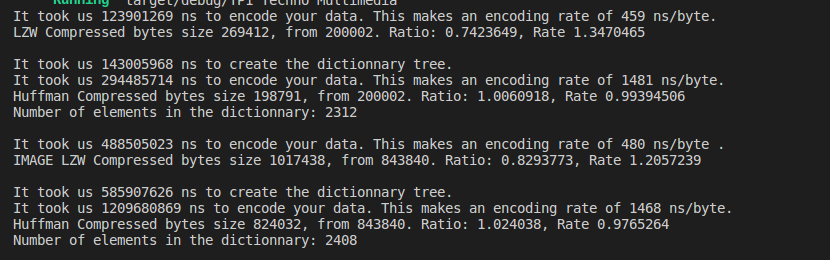 Running `target/debug/TP1 Techno Multimedia`
It took us 123901269 ns to encode your data. This makes an encoding rate of 459 ns/byte.
LZW Compressed bytes size 269412, from 200002. Ratio: 0.7423649, Rate 1.3470465
It took us 143005968 ns to create the dictionnary tree.
It took us 294485714 ns to encode your data. This makes an encoding rate of 1481 ns/byte.
Huffman Compressed bytes size 198791, from 200002. Ratio: 1.0060918, Rate 0.99394506
Number of elements in the dictionnary: 2312
It took us 488505023 ns to encode your data. This makes an encoding rate of 480 ns/byte .
IMAGE LZW Compressed bytes size 1017438, from 843840. Ratio: 0.8293773, Rate 1.2057239
It took us 585907626 ns to create the dictionnary tree.
It took us 1209680869 ns to encode your data. This makes an encoding rate of 1468 ns/byte.
Huffman Compressed bytes size 824032, from 843840. Ratio: 1.024038, Rate 0.9765264
Number of elements in the dictionnary: 2408